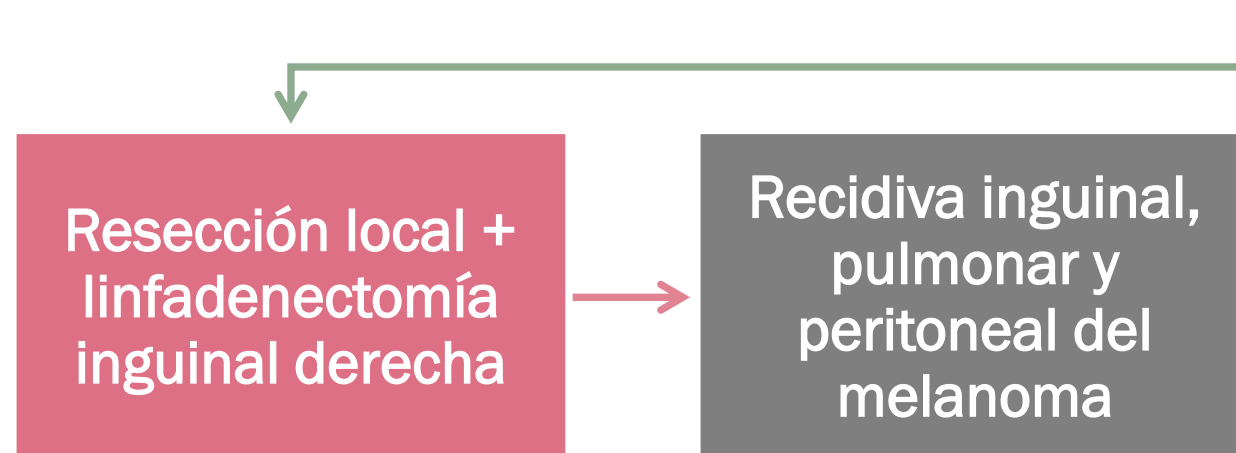 Resección local +
linfadenectomía
inguinal derecha
Recidiva inguinal,
pulmonar y
peritoneal del
melanoma